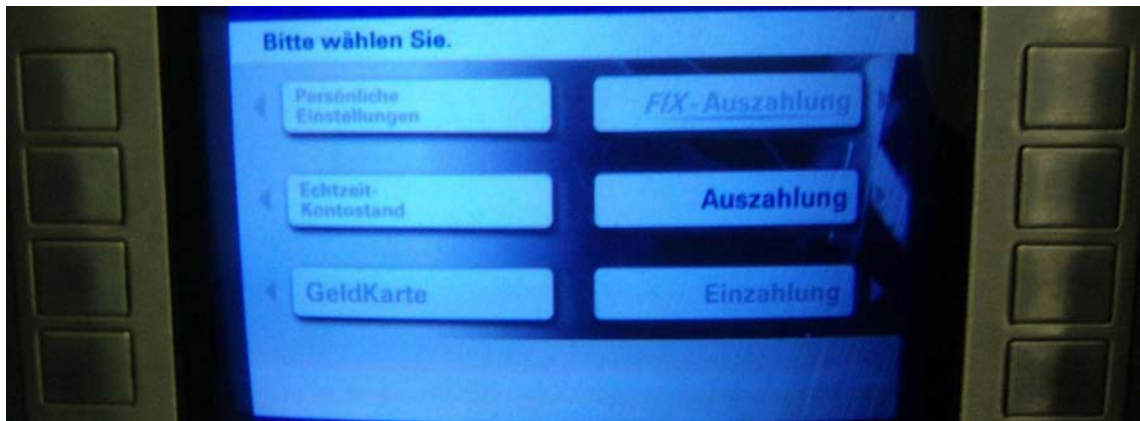 Bitte wählen Sie.
Persönliche
Einstellungen
FIX-Auszahlung
Echtzeit-
Kontostand
Auszahlung
GeldKarte
Einzahlung